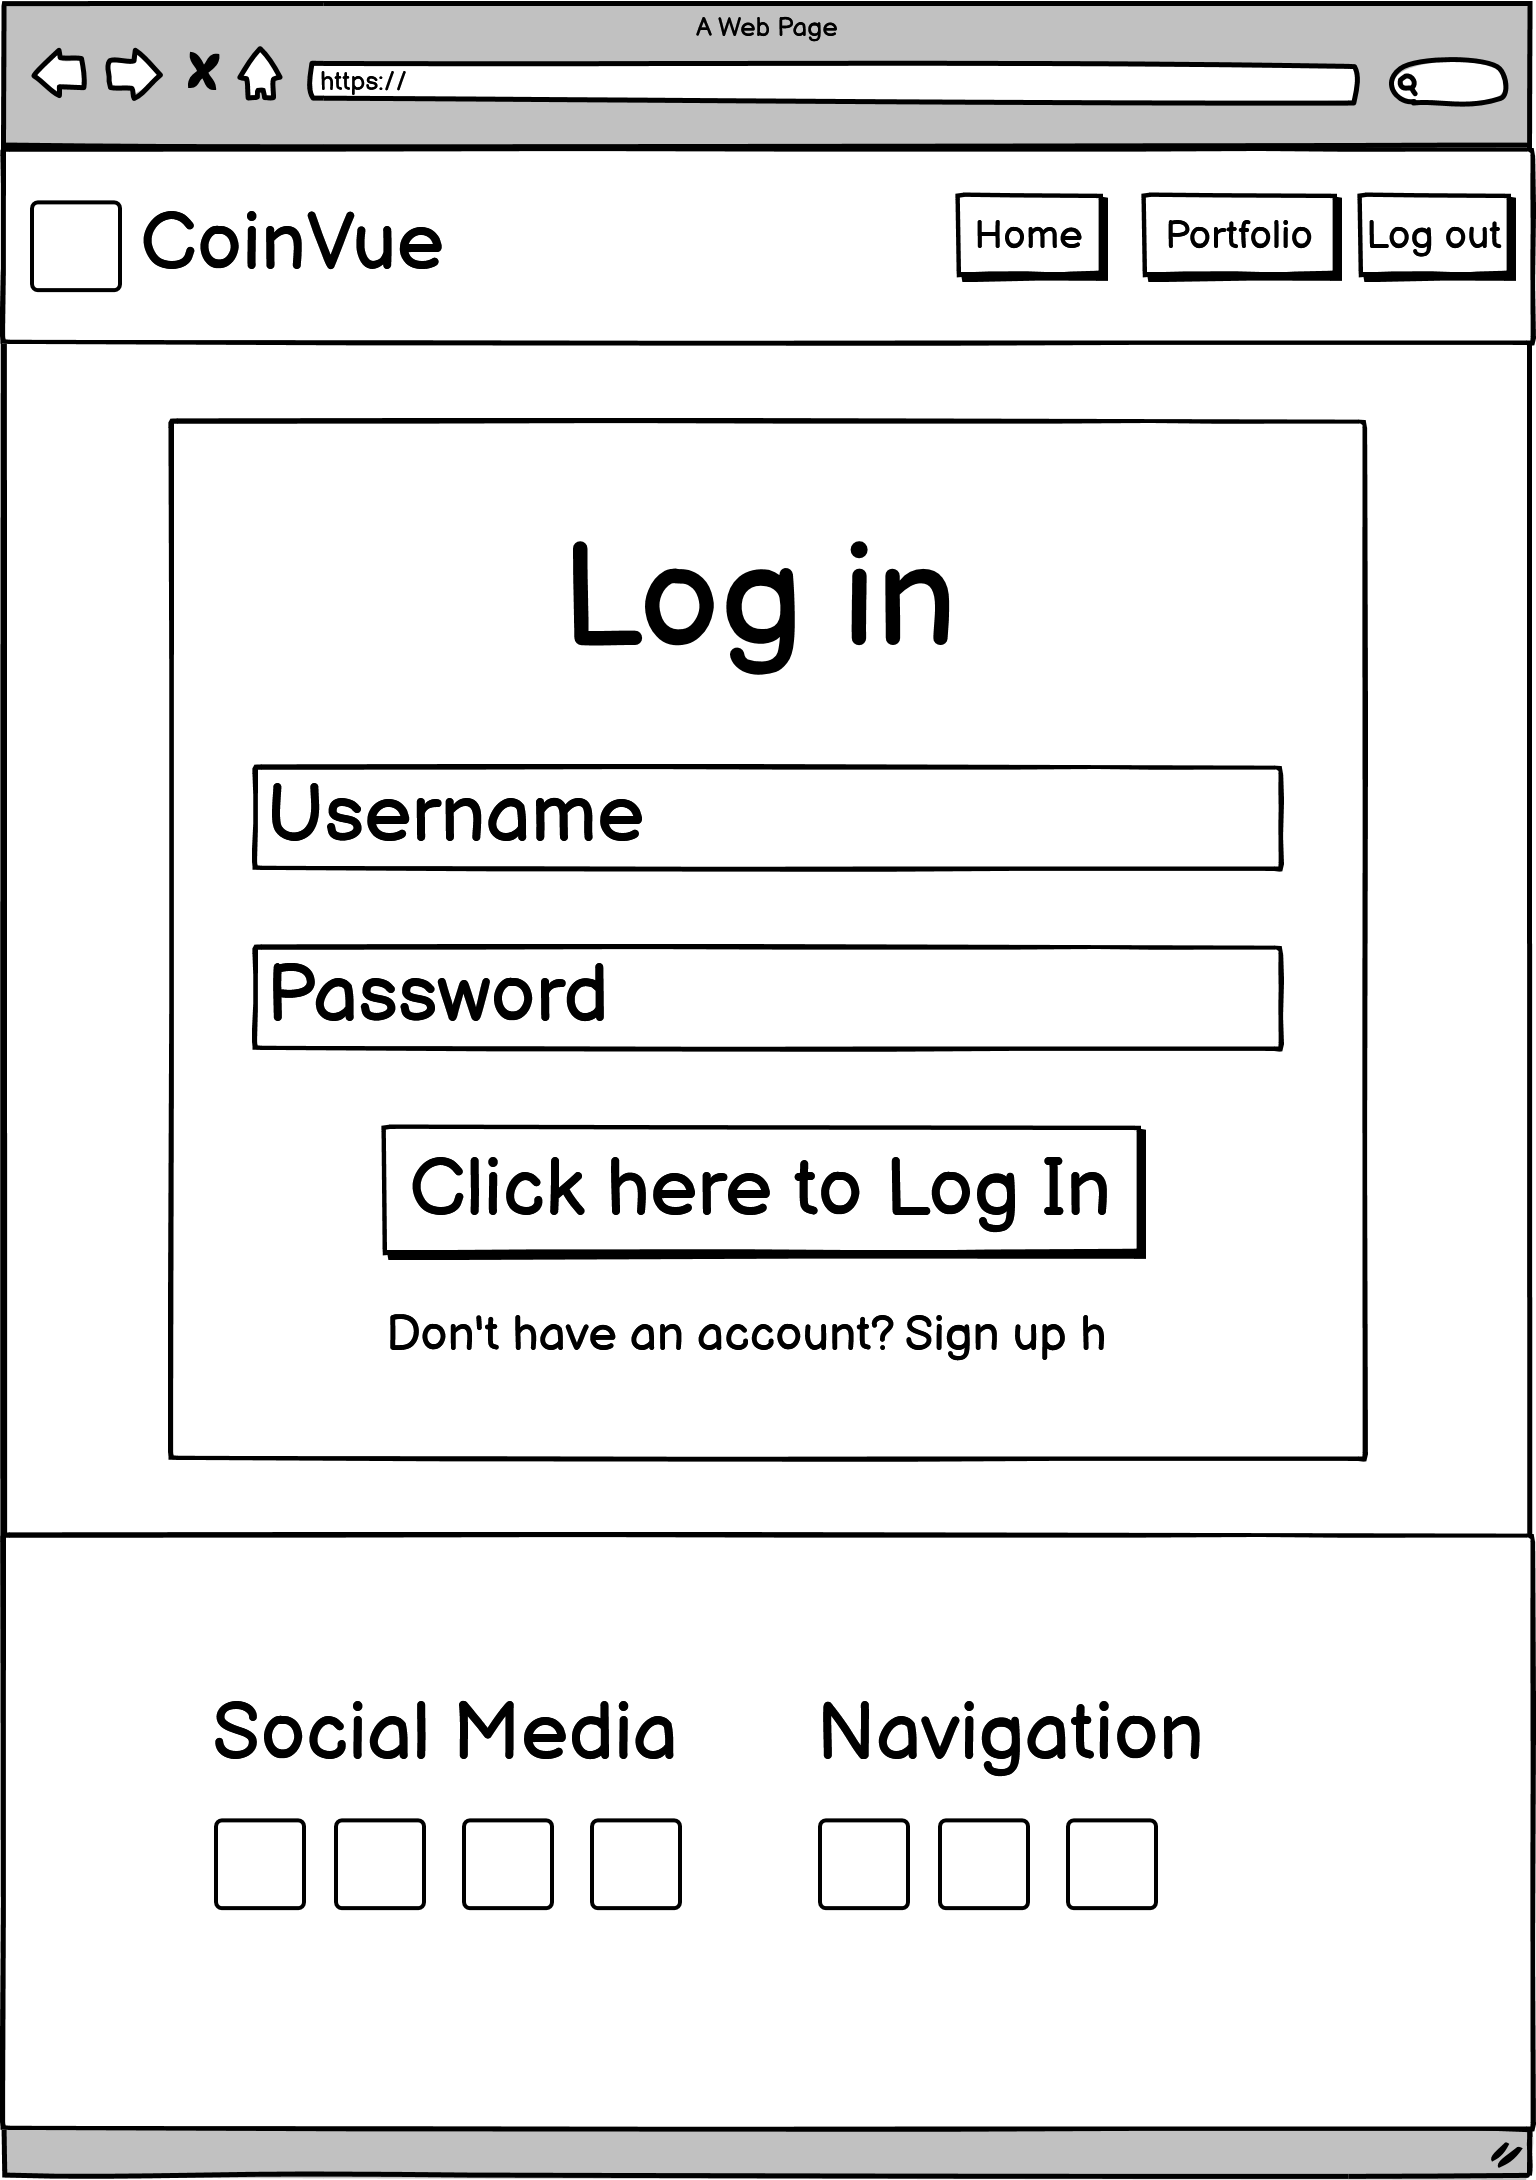 A Web Page
https://
CoinVue
Home
Portfolio
Log out
Log in
Username
Password
Click here to Log In
Don't have an account? Sign up h
Social Media
Navigation